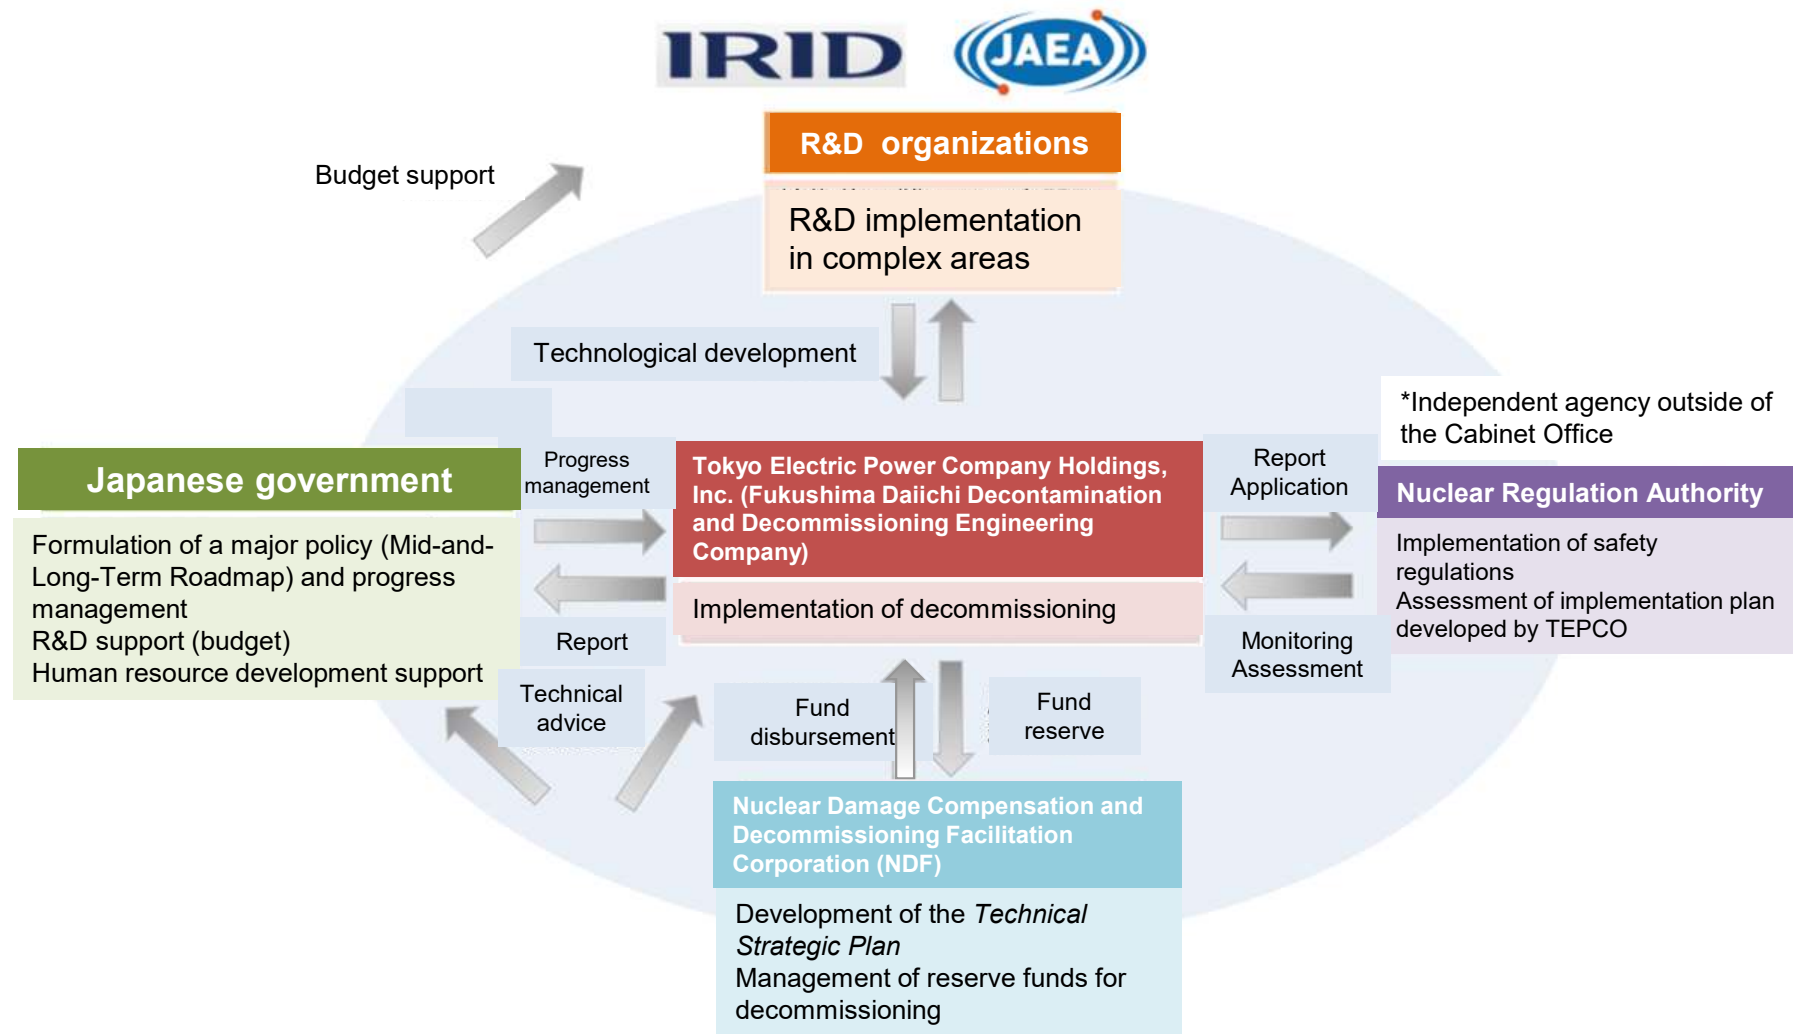 IRID
JAEA
R&D organizations
Budget support
R&D implementation
in complex areas
Technological development
*Independent agency outside of
the Cabinet Office
Japanese government
Progress
management
Tokyo Electric Power Company Holdings,
Inc. (Fukushima Daiichi Decontamination
and Decommissioning Engineering
Company)
Report
Application
Nuclear Regulation Authority
Formulation of a major policy (Mid-and-
Long-Term Roadmap) and progress
management
R&D support (budget)
Human resource development support
Implementation of decommissioning
Implementation of safety
regulations
Assessment of implementation plan
developed by TEPCO
Report
Monitoring
Assessment
Technical
advice
Fund
disbursement
Fund
reserve
Nuclear Damage Compensation and
Decommissioning Facilitation
Corporation (NDF)
Development of the Technical
Strategic Plan
Management of reserve funds for
decommissioning